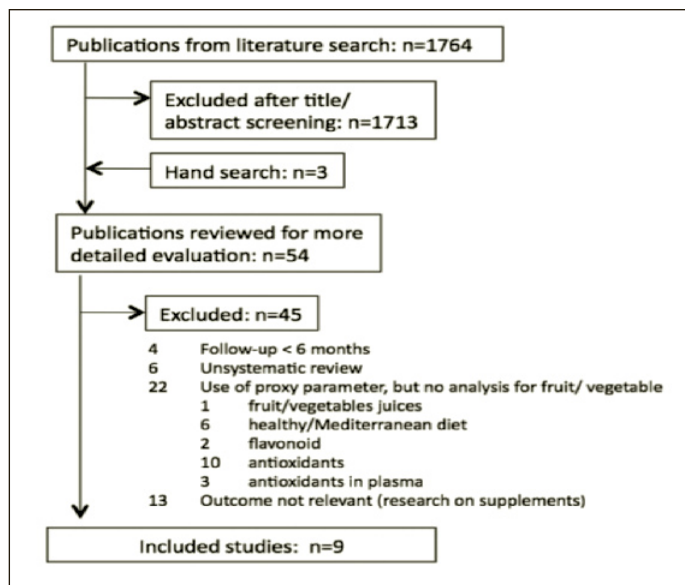 Publications from literature search: n=1764
Excluded after title/
abstract screening: n=1713
Hand search: n=3
Publications reviewed for more
detailed evaluation: n=54
Excluded: n=45
4 Follow-up < 6 months
6 Unsystematic review
22 Use of proxy parameter, but no analysis for fruit/ vegetable
1 fruit/vegetables juices
6 healthy/Mediterranean diet
2 flavonoid
10 antioxidants
3 antioxidants in plasma
13 Outcome not relevant (research on supplements)
Included studies: n=9